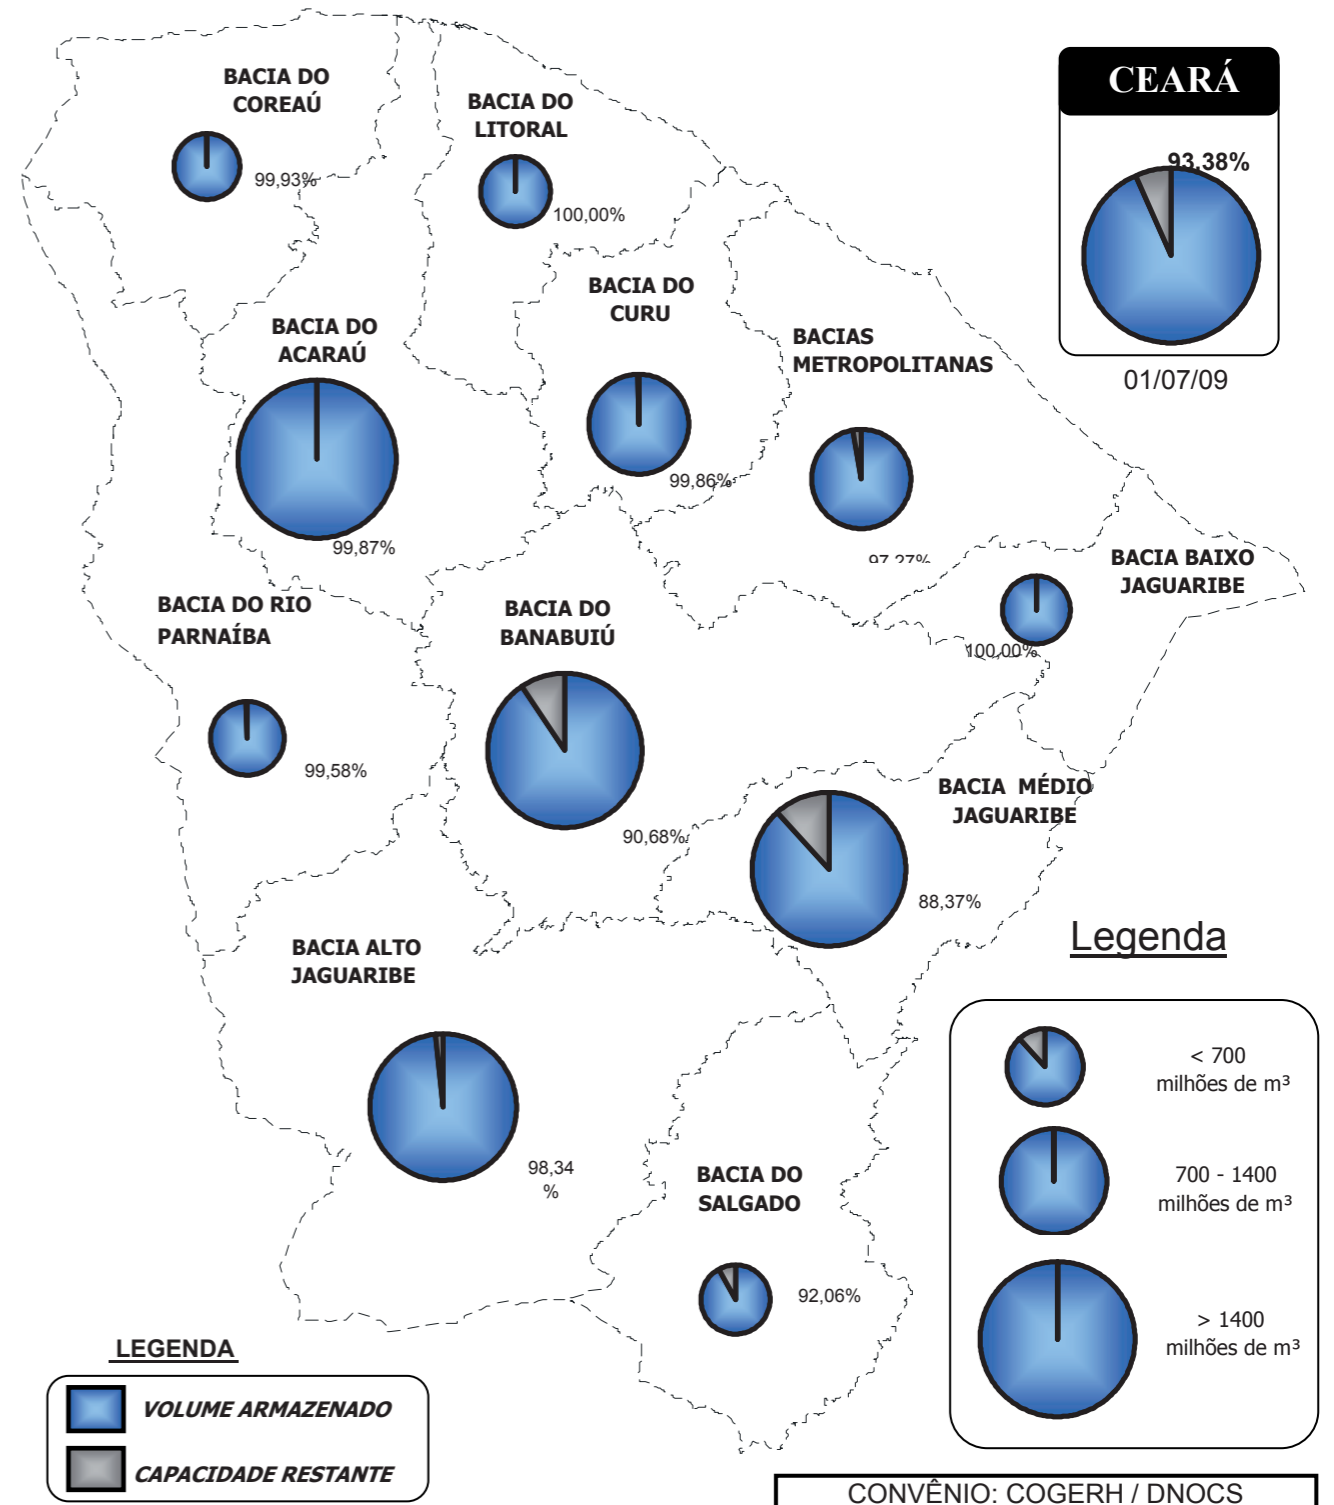 BACIA DO
COREAÚ
99,93%
BACIA DO
LITORAL
100,00%
CEARÁ
93,38%
01/07/09
BACIA DO
CURU
99,86%
BACIA DO
ACARAÚ
99,87%
BACIAS
METROPOLITANAS
97,27%
BACIA BAIXO
JAGUARIBE
100,00%
BACIA DO RIO
PARNAÍBA
99,58%
BACIA DO
BANABUIÚ
90,68%
BACIA MÉDIO
JAGUARIBE
88,37%
BACIA ALTO
JAGUARIBE
98,34
%
BACIA DO
SALGADO
92,06%
Legenda
< 700
milhões de m³
700 - 1400
milhões de m³
> 1400
milhões de m³
LEGENDA
VOLUME ARMAZENADO
CAPACIDADE RESTANTE
CONVÊNIO: COGERH / DNOCS